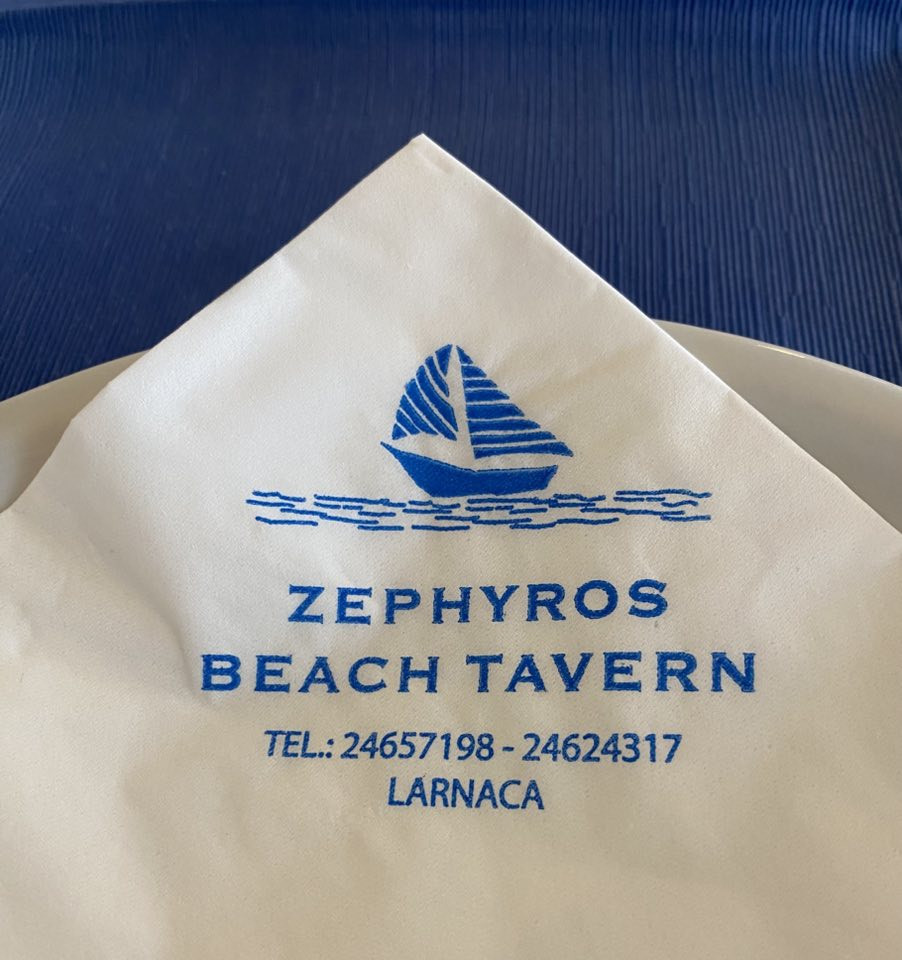 ZEPHYROS
BEACH TAVERN
TEL.: 24657198 - 24624317
LARNACA